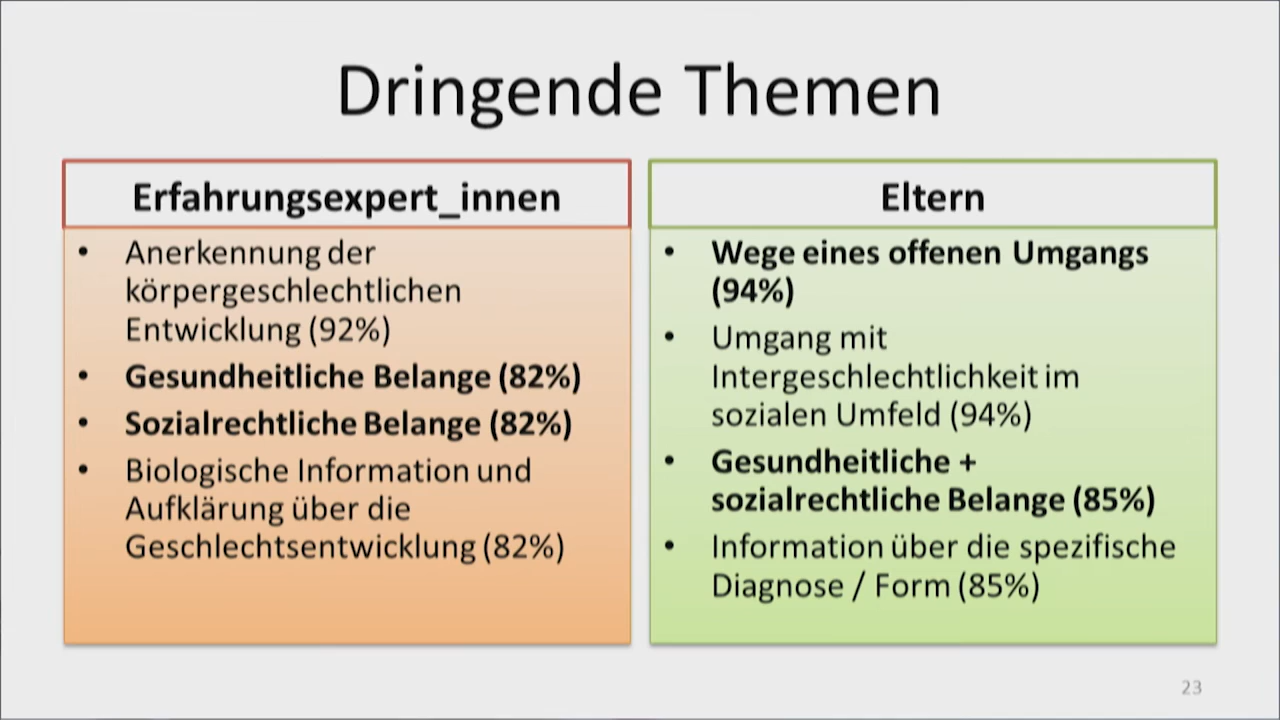 Dringende Themen
Erfahrungsexpert_innen
• Anerkennung der
körpergeschlechtlichen
Entwicklung (92%)
• Gesundheitliche Belange (82%)
• Sozialrechtliche Belange (82%)
• Biologische Information und
Aufklärung über die
Geschlechtsentwicklung (82%)
Eltern
• Wege eines offenen Umgangs
(94%)
• Umgang mit
Intergeschlechtlichkeit im
sozialen Umfeld (94%)
• Gesundheitliche +
sozialrechtliche Belange (85%)
• Information über die spezifische
Diagnose / Form (85%)
23